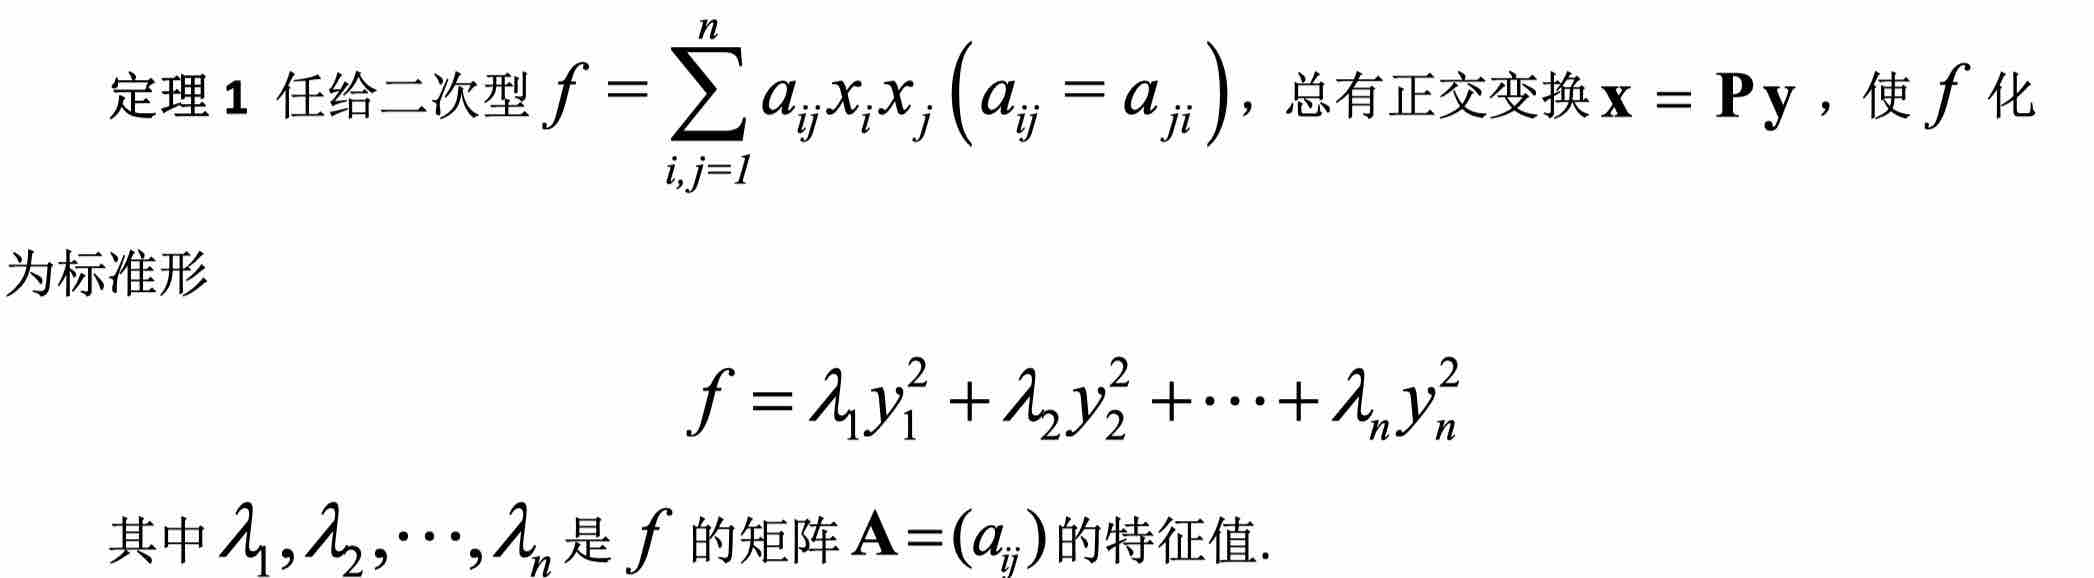 定理 1 任给二次型 $f = \sum_{i,j=1}^{n} a_{ij} x_i x_j \left( a_{ij} = a_{ji} \right)$，总有正交变换 $\mathbf{x} = \mathbf{P}\mathbf{y}$，使 $f$ 化
为标准形
$f = \lambda_1 y_1^2 + \lambda_2 y_2^2 + \cdots + \lambda_n y_n^2$
其中 $\lambda_1, \lambda_2, \cdots, \lambda_n$ 是 $f$ 的矩阵 $\mathbf{A} = (a_{ij})$ 的特征值.